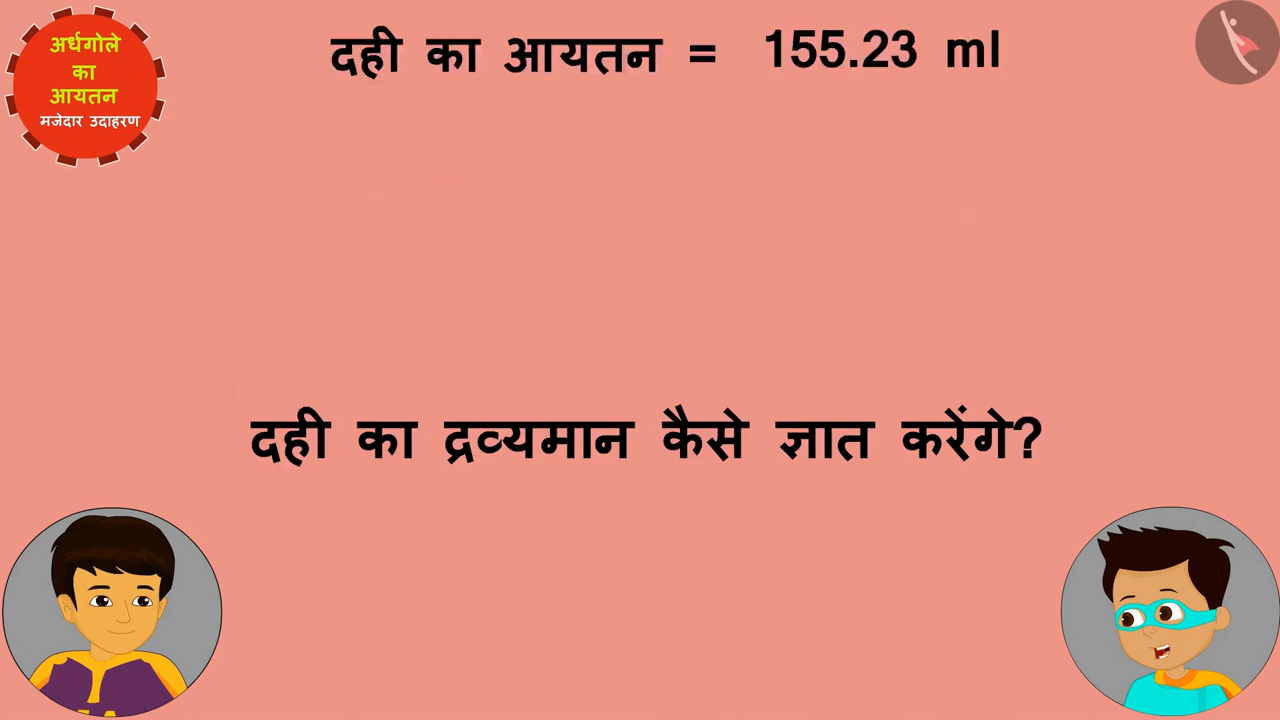 अर्धगोले
का
आयतन
मजेदार उदाहरण
दही का आयतन = 155.23 ml
दही का द्रव्यमान कैसे ज्ञात करेंगे?